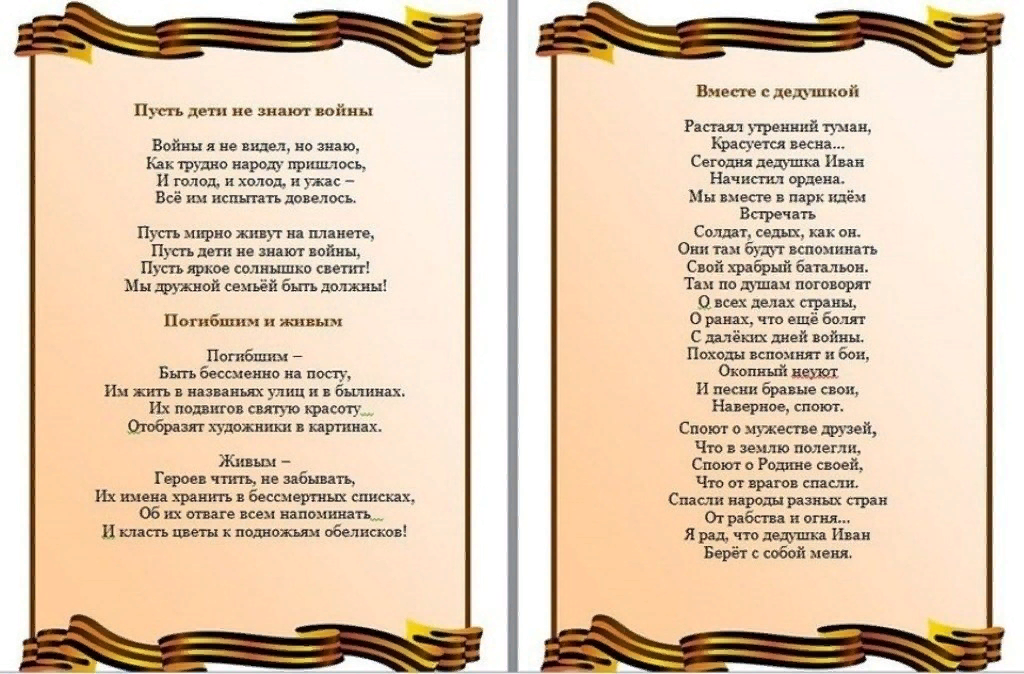 Пусть дети не знают войны
Войны я не видел, но знаю,
Как трудно народу пришлось,
И голод, и холод, и ужас –
Всё им испытать довелось.
Пусть мирно живут на планете,
Пусть дети не знают войны,
Пусть яркое солнышко светит!
Мы дружной семьёй быть должны!
Погибшим и живым
Погибшим –
Быть бессменно на посту,
Им жить в названьях улиц и в былинах.
Их подвигов святую красоту
Отобразят художники в картинах.
Живым –
Героев чтить, не забывать,
Их имена хранить в бессмертных списках,
Об их отваге всем напоминать
И класть цветы к подножьям обелисков!
Вместе с дедушкой
Растаял утренний туман,
Красуется весна...
Сегодня дедушка Иван
Начистил ордена.
Мы вместе в парк идём
Встречать
Солдат, седых, как он.
Они там будут вспоминать
Свой храбрый батальон.
Там по душам поговорят
О всех делах страны,
О ранах, что ещё болят
С далёких дней войны.
Походы вспомнят и бои,
Окопный неуют
И песни бравые свои,
Наверное, споют.
Споют о мужестве друзей,
Что в землю полегли,
Споют о Родине своей,
Что от врагов спасли.
Спасли народы разных стран
От рабства и огня...
Я рад, что дедушка Иван
Берёт с собой меня.